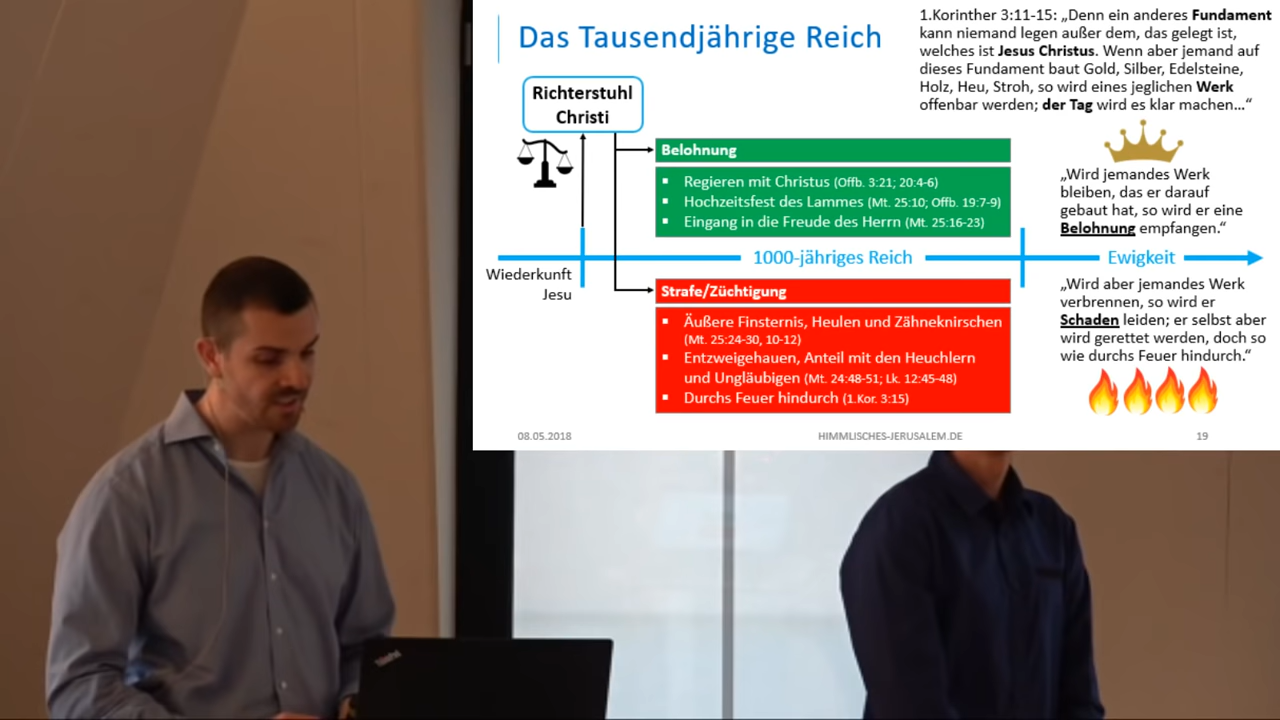 Das Tausendjährige Reich
1.Korinther 3:11-15: „Denn ein anderes Fundament
kann niemand legen außer dem, das gelegt ist,
welches ist Jesus Christus. Wenn aber jemand auf
dieses Fundament baut Gold, Silber, Edelsteine,
Holz, Heu, Stroh, so wird eines jeglichen Werk
offenbar werden; der Tag wird es klar machen…“
Richterstuhl
Christi
Belohnung
▪ Regieren mit Christus (Offb. 3:21; 20:4-6)
▪ Hochzeitsfest des Lammes (Mt. 25:10; Offb. 19:7-9)
▪ Eingang in die Freude des Herrn (Mt. 25:16-23)
„Wird jemandes Werk
bleiben, das er darauf
gebaut hat, so wird er eine
Belohnung empfangen.“
1000-jähriges Reich
Ewigkeit
Wiederkunft
Jesu
Strafe/Züchtigung
▪ Äußere Finsternis, Heulen und Zähneknirschen
(Mt. 25:24-30, 10-12)
▪ Entzweigehauen, Anteil mit den Heuchlern
und Ungläubigen (Mt. 24:48-51; Lk. 12:45-48)
▪ Durchs Feuer hindurch (1.Kor. 3:15)
„Wird aber jemandes Werk
verbrennen, so wird er
Schaden leiden; er selbst aber
wird gerettet werden, doch so
wie durchs Feuer hindurch.“
08.05.2018
HIMMLISCHES-JERUSALEM.DE
19
ThinkPad